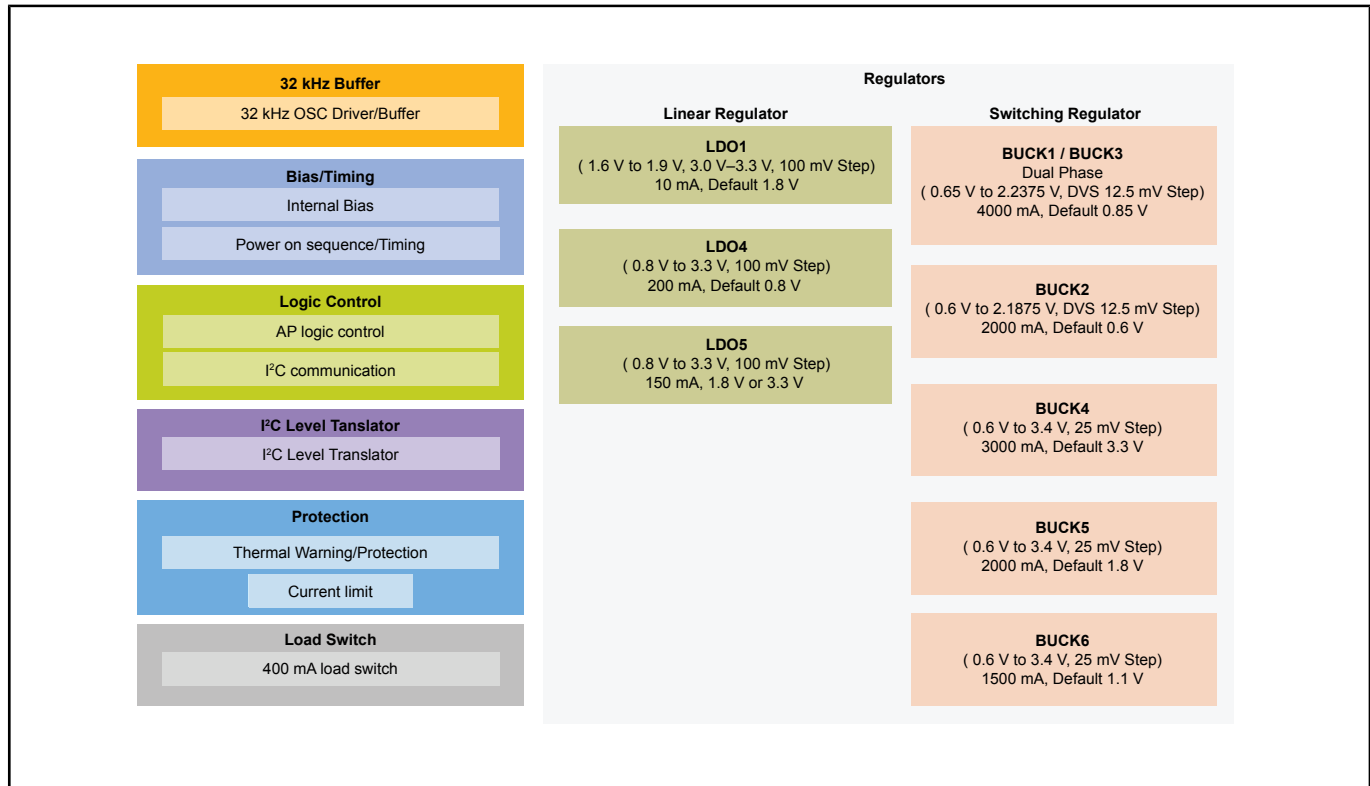 32 kHz Buffer
32 kHz OSC Driver/Buffer
Bias/Timing
Internal Bias
Power on sequence/Timing
Logic Control
AP logic control
I²C communication
I²C Level Tanslator
I²C Level Translator
Protection
Thermal Warning/Protection
Current limit
Load Switch
400 mA load switch
Regulators
Linear Regulator
LDO1
( 1.6 V to 1.9 V, 3.0 V–3.3 V, 100 mV Step)
10 mA, Default 1.8 V
LDO4
( 0.8 V to 3.3 V, 100 mV Step)
200 mA, Default 0.8 V
LDO5
( 0.8 V to 3.3 V, 100 mV Step)
150 mA, 1.8 V or 3.3 V
Switching Regulator
BUCK1 / BUCK3
Dual Phase
( 0.65 V to 2.2375 V, DVS 12.5 mV Step)
4000 mA, Default 0.85 V
BUCK2
( 0.6 V to 2.1875 V, DVS 12.5 mV Step)
2000 mA, Default 0.6 V
BUCK4
( 0.6 V to 3.4 V, 25 mV Step)
3000 mA, Default 3.3 V
BUCK5
( 0.6 V to 3.4 V, 25 mV Step)
2000 mA, Default 1.8 V
BUCK6
( 0.6 V to 3.4 V, 25 mV Step)
1500 mA, Default 1.1 V